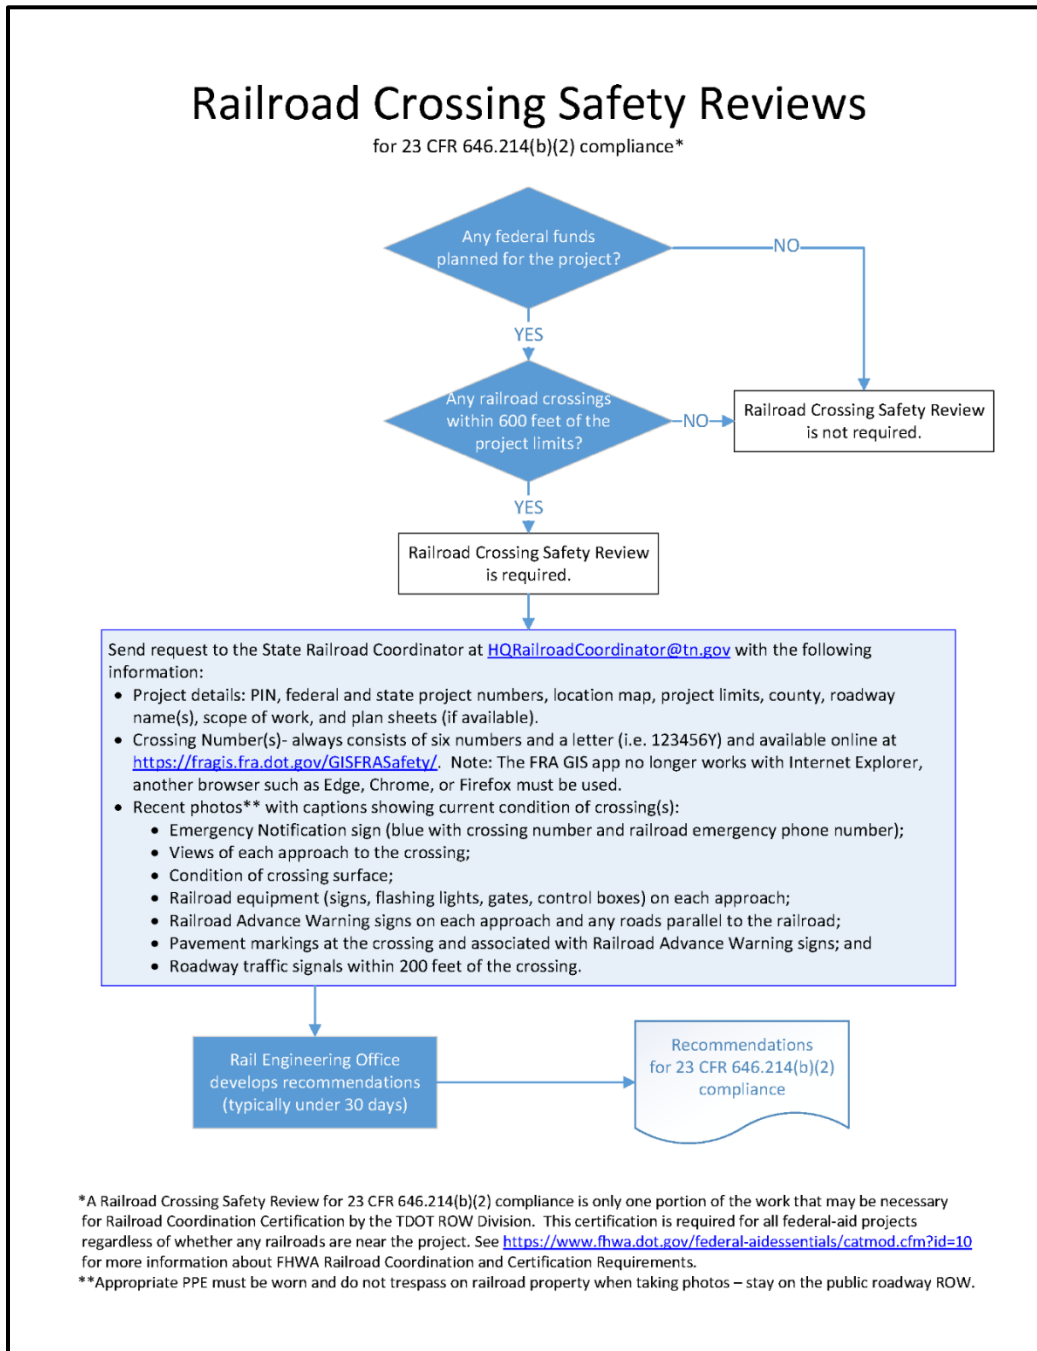 Railroad Crossing Safety Reviews
for 23 CFR 646.214(b)(2) compliance*
Any federal funds
planned for the project?
NO
YES
Any railroad crossings
within 600 feet of the
project limits?
NO
Railroad Crossing Safety Review
is not required.
YES
Railroad Crossing Safety Review
is required.
Send request to the State Railroad Coordinator at HQRailroadCoordinator@tn.gov with the following
information:
• Project details: PIN, federal and state project numbers, location map, project limits, county, roadway
name(s), scope of work, and plan sheets (if available).
• Crossing Number(s)- always consists of six numbers and a letter (i.e. 123456Y) and available online at
https://fragis.fra.dot.gov/GISFRASafety/. Note: The FRA GIS app no longer works with Internet Explorer,
another browser such as Edge, Chrome, or Firefox must be used.
• Recent photos** with captions showing current condition of crossing(s):
• Emergency Notification sign (blue with crossing number and railroad emergency phone number);
• Views of each approach to the crossing;
• Condition of crossing surface;
• Railroad equipment (signs, flashing lights, gates, control boxes) on each approach;
• Railroad Advance Warning signs on each approach and any roads parallel to the railroad;
• Pavement markings at the crossing and associated with Railroad Advance Warning signs; and
• Roadway traffic signals within 200 feet of the crossing.
Rail Engineering Office
develops recommendations
(typically under 30 days)
Recommendations
for 23 CFR 646.214(b)(2)
compliance
*A Railroad Crossing Safety Review for 23 CFR 646.214(b)(2) compliance is only one portion of the work that may be necessary
for Railroad Coordination Certification by the TDOT ROW Division. This certification is required for all federal-aid projects
regardless of whether any railroads are near the project. See https://www.fhwa.dot.gov/federal-aidessentials/catmod.cfm?id=10
for more information about FHWA Railroad Coordination and Certification Requirements.
**Appropriate PPE must be worn and do not trespass on railroad property when taking photos – stay on the public roadway ROW.